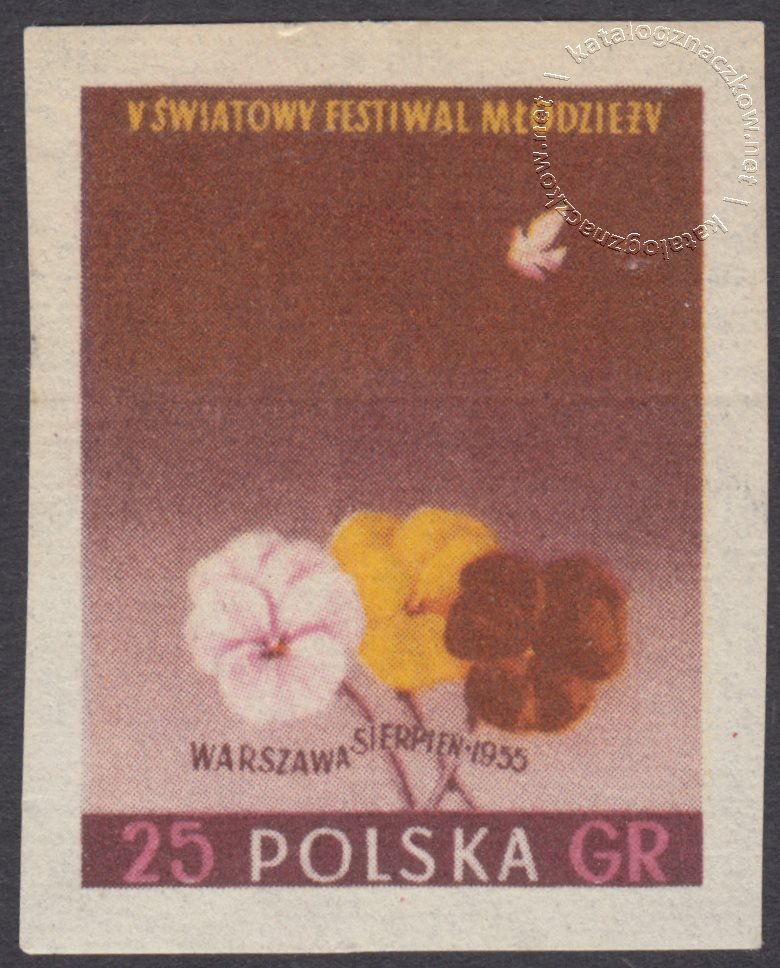 V ŚWIATOWY FESTIWAL MŁODZIEŻY
| katalogznaczkow.net | katalogznaczkow.net
WARSZAWA·SIERPIEŃ·1955
25 POLSKA GR